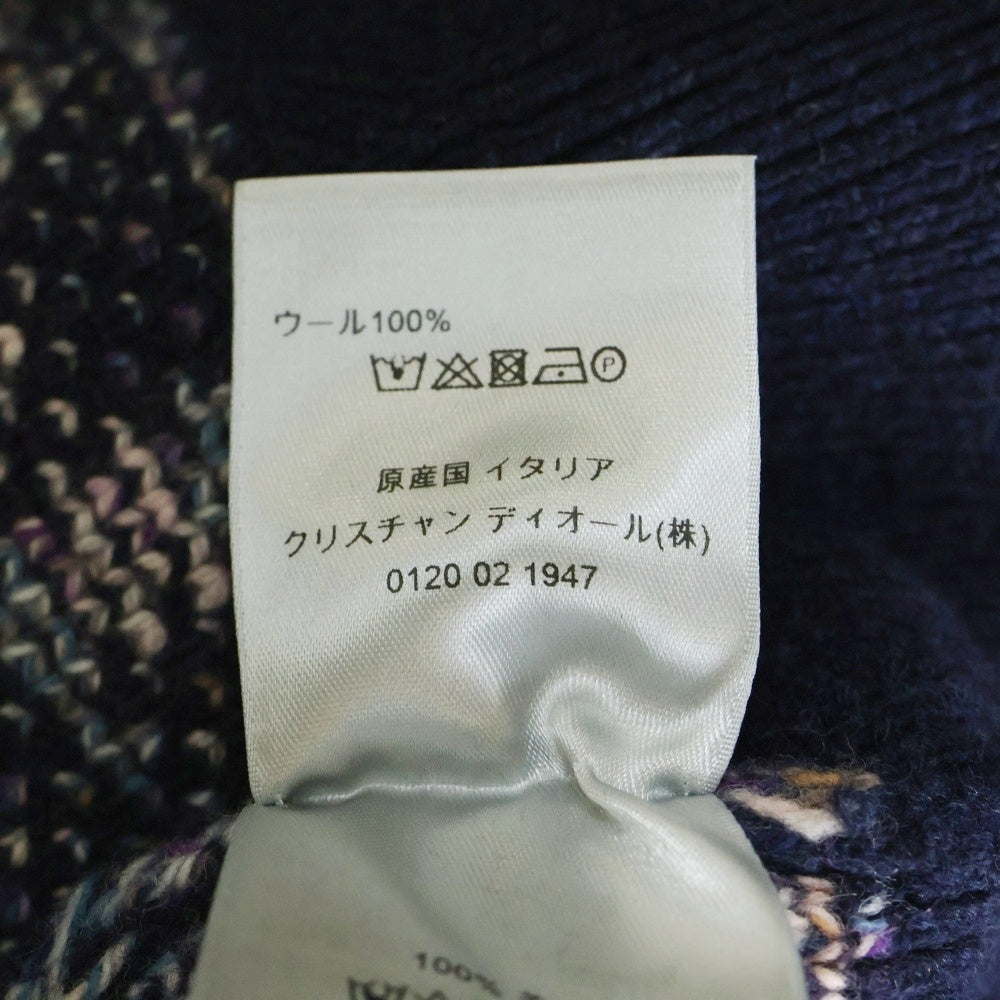 ウール100%
P
原産国 イタリア
クリスチャン ディオール(株)
0120 02 1947
100%